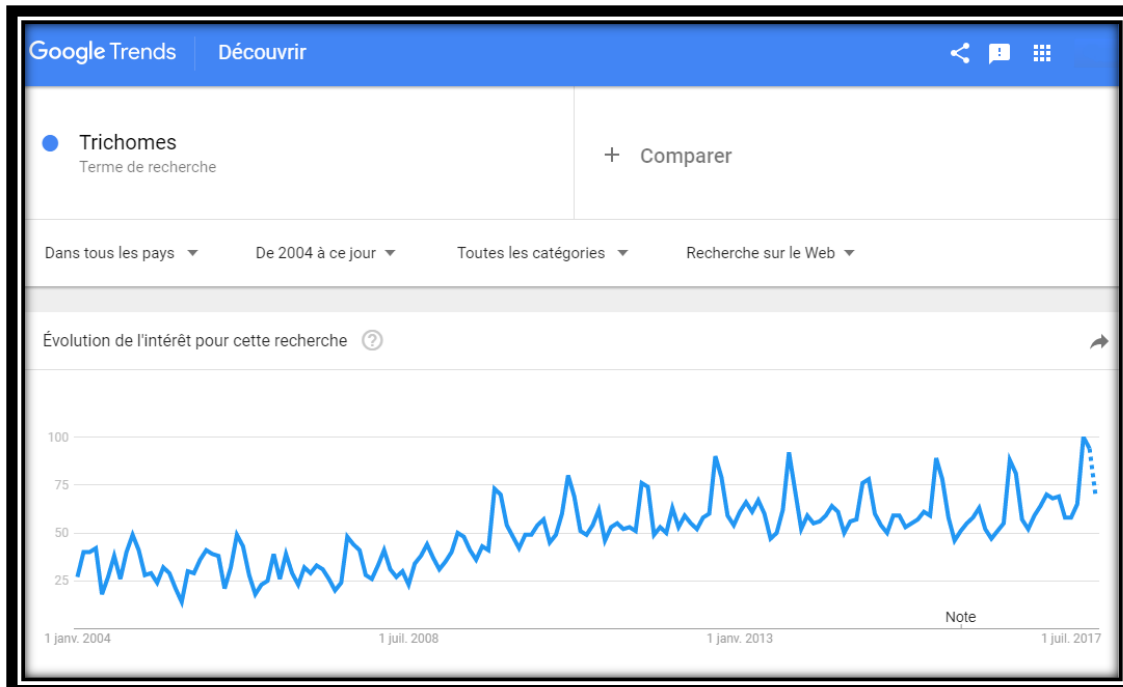 Google Trends Découvrir
Trichomes
Terme de recherche
+ Comparer
Dans tous les pays De 2004 à ce jour Toutes les catégories Recherche sur le Web
Évolution de l'intérêt pour cette recherche ?
100
75
50
25
Note
1 janv. 2004 1 juil. 2008 1 janv. 2013 1 juil. 2017